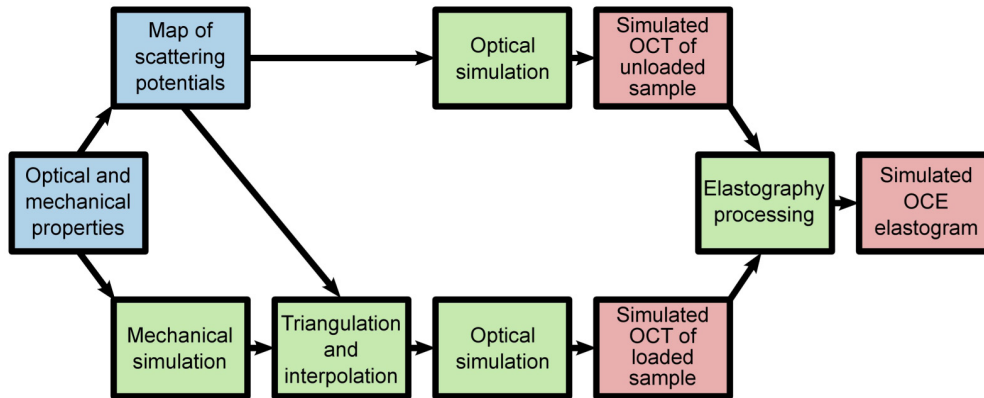 Map of
scattering
potentials
Optical
simulation
Simulated
OCT of
unloaded
sample
Optical and
mechanical
properties
Elastography
processing
Simulated
OCE
elastogram
Mechanical
simulation
Triangulation
and
interpolation
Optical
simulation
Simulated
OCT of
loaded
sample